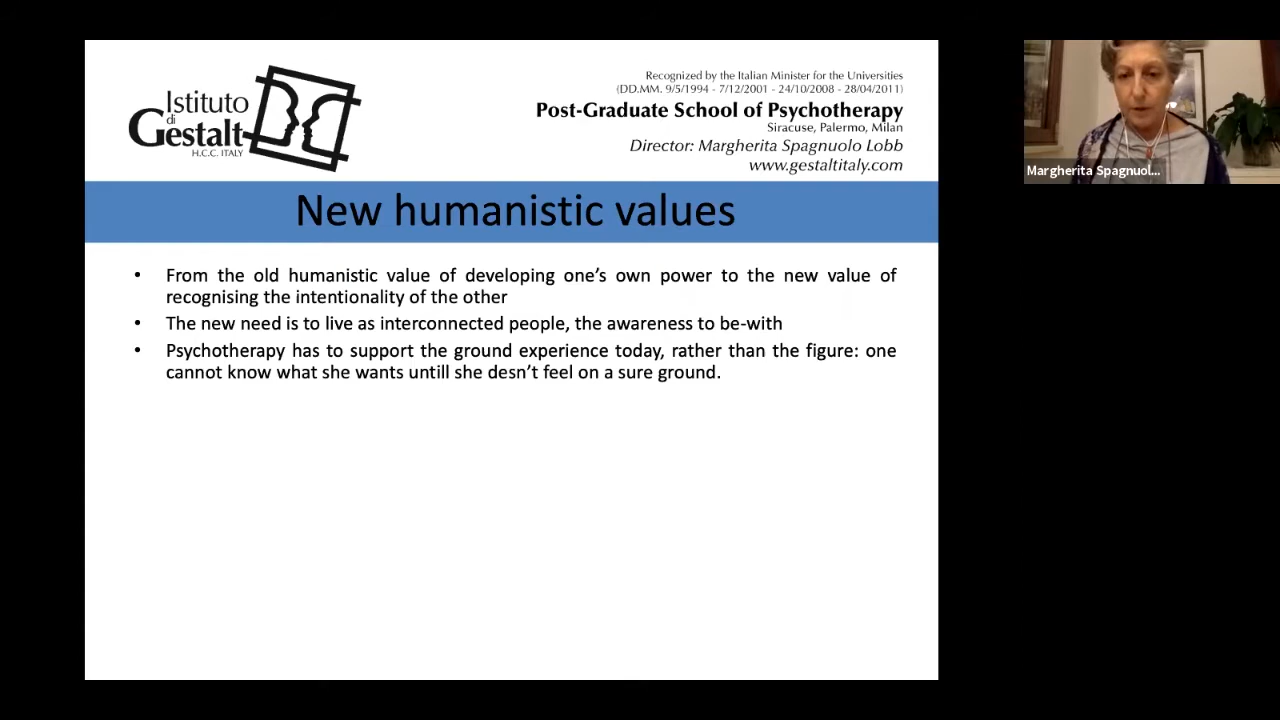 Istituto
di
Gestalt
H.C.C. ITALY
Recognized by the Italian Minister for the Universities
(DD.MM. 9/5/1994 - 7/12/2001 - 24/10/2008 - 28/04/2011)
Post-Graduate School of Psychotherapy
Siracuse, Palermo, Milan
Director: Margherita Spagnuolo Lobb
www.gestaltitaly.com
New humanistic values
• From the old humanistic value of developing one’s own power to the new value of
recognising the intentionality of the other
• The new need is to live as interconnected people, the awareness to be-with
• Psychotherapy has to support the ground experience today, rather than the figure: one
cannot know what she wants untill she desn’t feel on a sure ground.
Margherita Spagnuol...